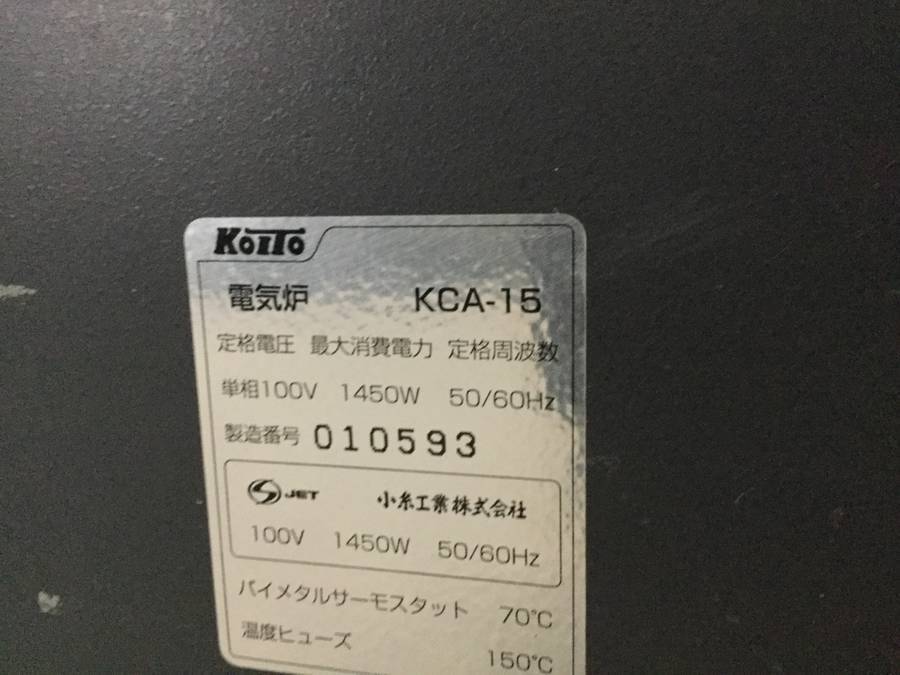 KOITO
電気炉 KCA-15
定格電圧 最大消費電力 定格周波数
単相100V 1450W 50/60Hz
製造番号 010593
S JET 小糸工業株式会社
100V 1450W 50/60Hz
バイメタルサーモスタット 70℃
温度ヒューズ 150℃